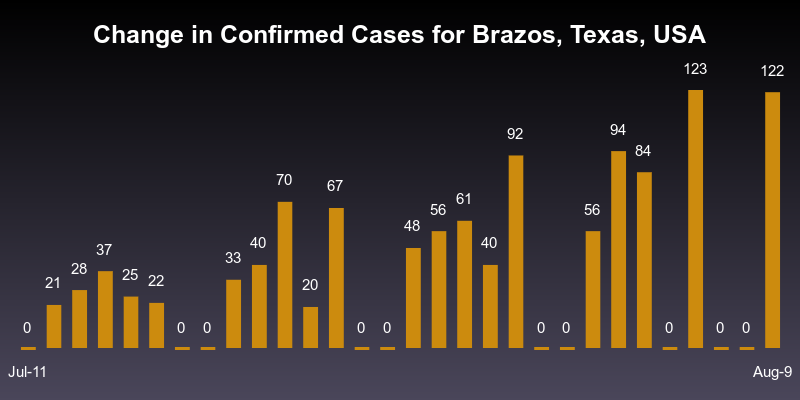 Change in Confirmed Cases for Brazos, Texas, USA
0 21 28 37 25 22 0 0 33 40 70 20 67 0 0 48 56 61 40 92 0 0 56 94 84 0 123 0 0 122
Jul-11 Aug-9